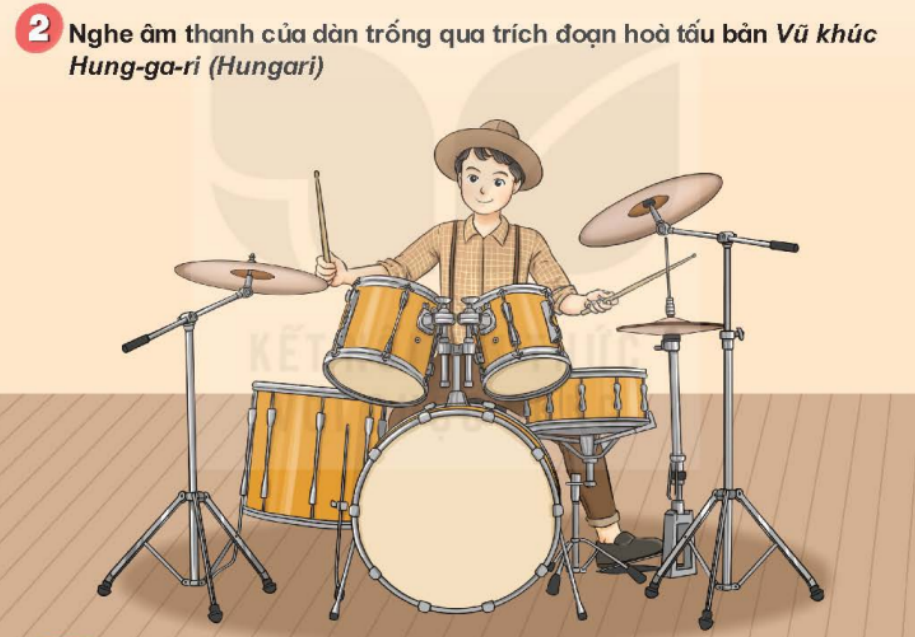 2 Nghe âm thanh của dàn trống qua trích đoạn hoà tấu bản Vũ khúc
Hung-ga-ri (Hungari)